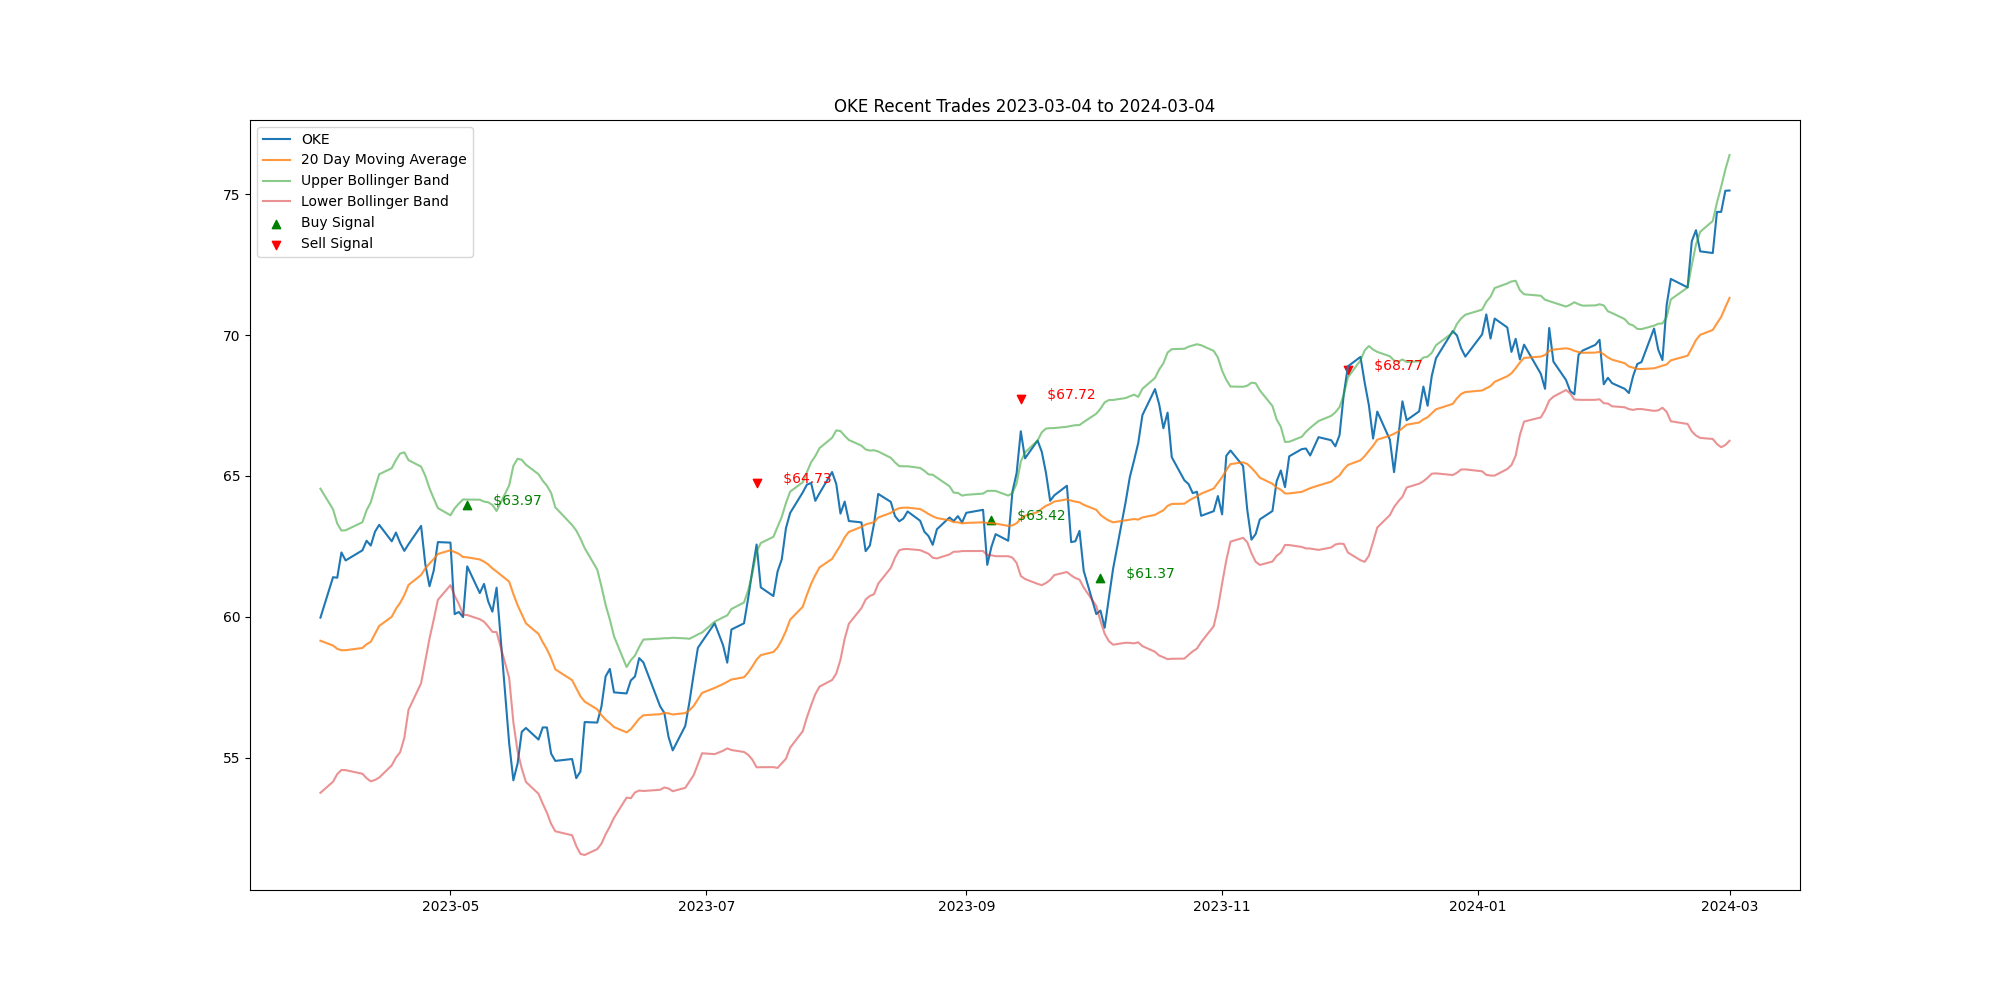 OKE Recent Trades 2023-03-04 to 2024-03-04
OKE
20 Day Moving Average
Upper Bollinger Band
Lower Bollinger Band
Buy Signal
Sell Signal
75
70
65
60
55
$63.97
$64.73
$63.42
$67.72
$61.37
$68.77
2023-05
2023-07
2023-09
2023-11
2024-01
2024-03